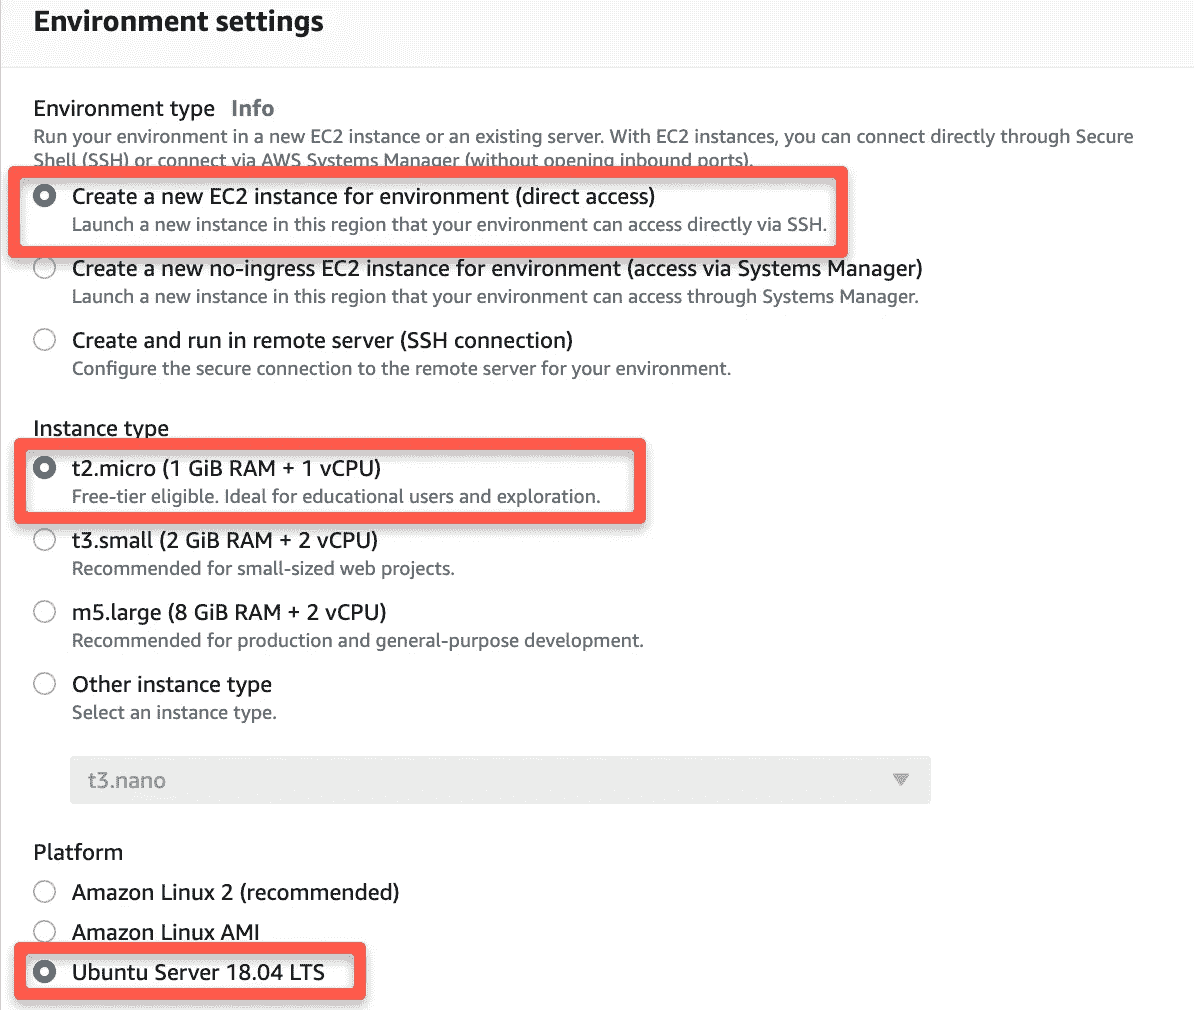 Environment settings
Environment type Info
Run your environment in a new EC2 instance or an existing server. With EC2 instances, you can connect directly through Secure
Shell (SSH) or connect via AWS Systems Manager (without opening inbound ports).
Create a new EC2 instance for environment (direct access)
Launch a new instance in this region that your environment can access directly via SSH.
Create a new no-ingress EC2 instance for environment (access via Systems Manager)
Launch a new instance in this region that your environment can access through Systems Manager.
Create and run in remote server (SSH connection)
Configure the secure connection to the remote server for your environment.
Instance type
t2.micro (1 GiB RAM + 1 vCPU)
Free-tier eligible. Ideal for educational users and exploration.
t3.small (2 GiB RAM + 2 vCPU)
Recommended for small-sized web projects.
m5.large (8 GiB RAM + 2 vCPU)
Recommended for production and general-purpose development.
Other instance type
Select an instance type.
t3.nano
Platform
Amazon Linux 2 (recommended)
Amazon Linux AMI
Ubuntu Server 18.04 LTS